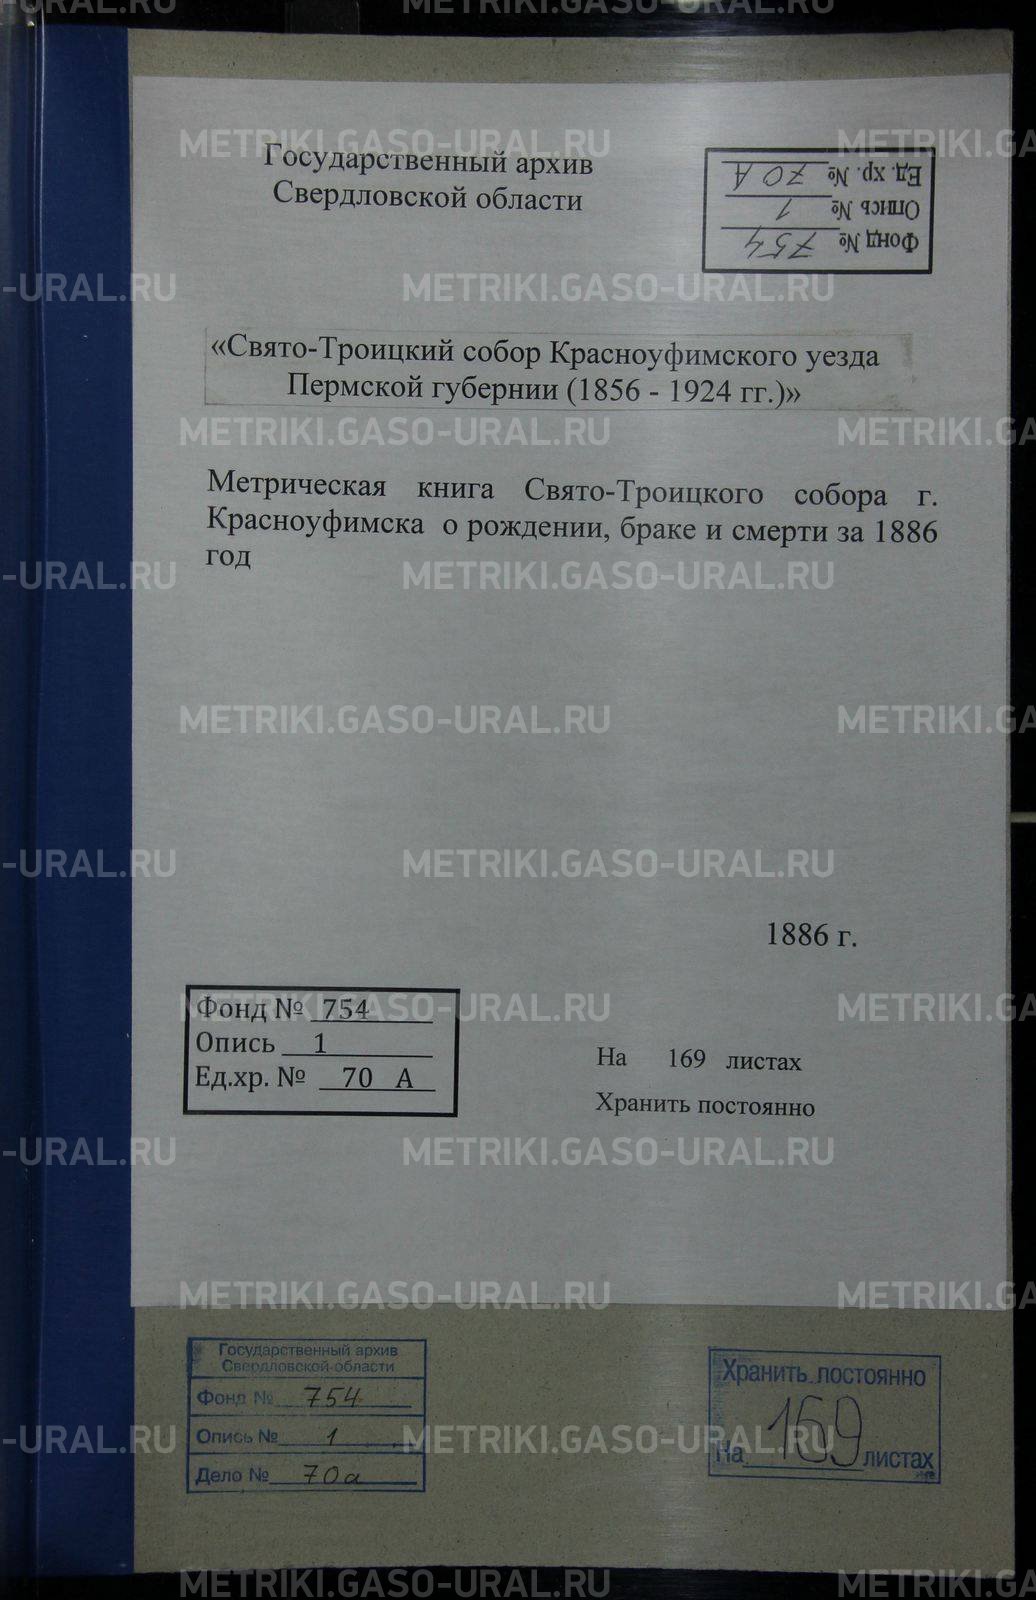 Государственный архив
Свердловской области
Ед. хр. № 70 А
Опись № 1
Фонд № 754
«Свято-Троицкий собор Красноуфимского уезда
Пермской губернии (1856 - 1924 гг.)»
Метрическая книга Свято-Троицкого собора г.
Красноуфимска о рождении, браке и смерти за 1886
год
1886 г.
Фонд № 754
Опись 1
Ед.хр. № 70 А
На 169 листах
Хранить постоянно
Государственный архив
Свердловской области
Фонд № 754
Опись № 1
Дело № 70а
Хранить постоянно
На 169 листах
METRIKI.GASO-URAL.RU